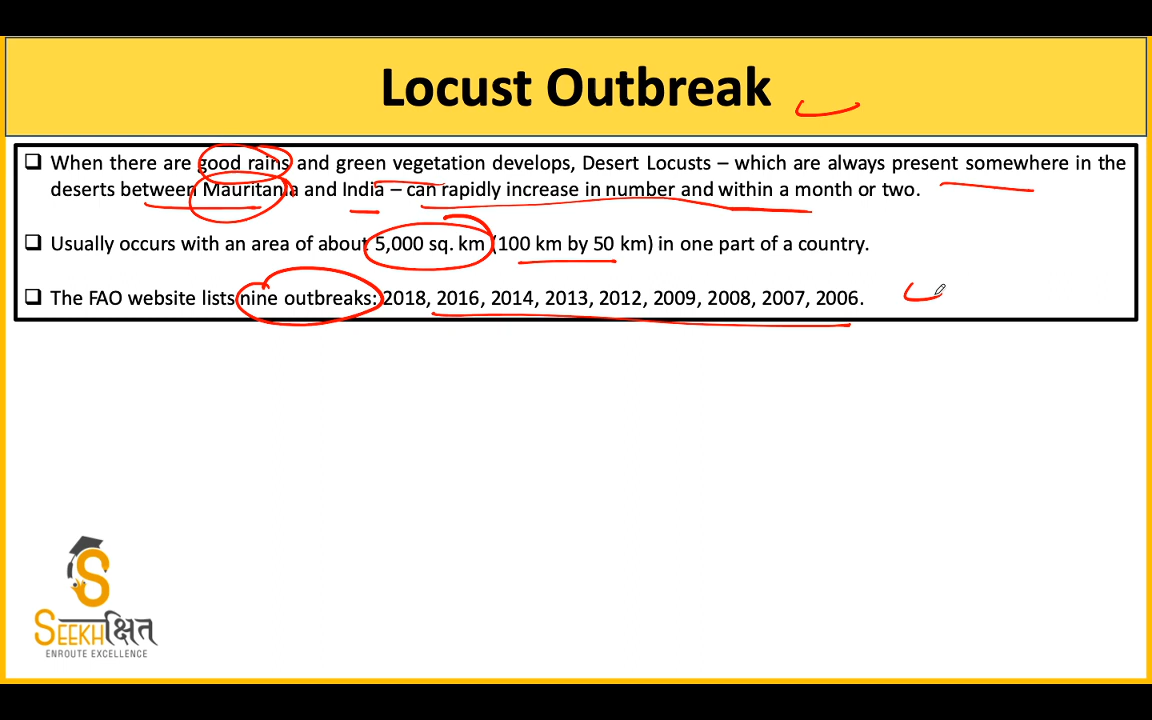 Locust Outbreak
❑ When there are good rains and green vegetation develops, Desert Locusts – which are always present somewhere in the
deserts between Mauritania and India – can rapidly increase in number and within a month or two.
❑ Usually occurs with an area of about 5,000 sq. km (100 km by 50 km) in one part of a country.
❑ The FAO website lists nine outbreaks: 2018, 2016, 2014, 2013, 2012, 2009, 2008, 2007, 2006.
S
SEEKHक्षित
ENROUTE EXCELLENCE